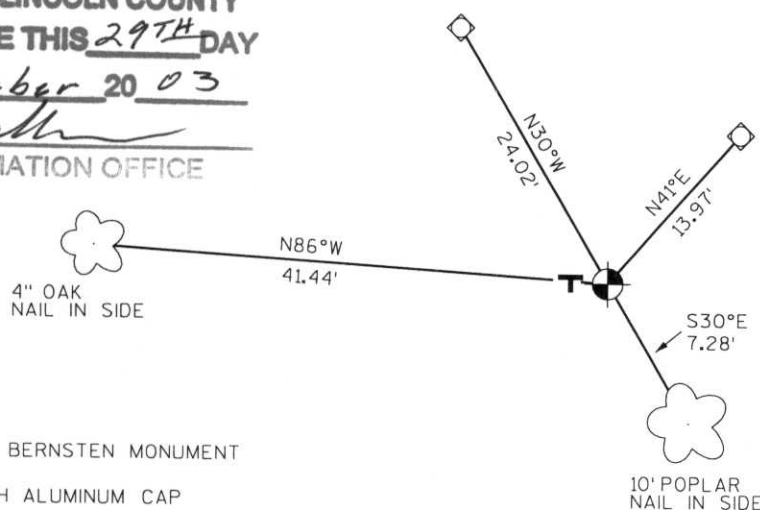 LINCOLN COUNTY
THIS 29TH DAY
20 03
OFFICE
N30°W
24.02'
N41°E
13.97'
N86°W
41.44'
T
4" OAK
NAIL IN SIDE
S30°E
7.28'
BERNSTEN MONUMENT
ALUMINUM CAP
10' POPLAR
NAIL IN SIDE